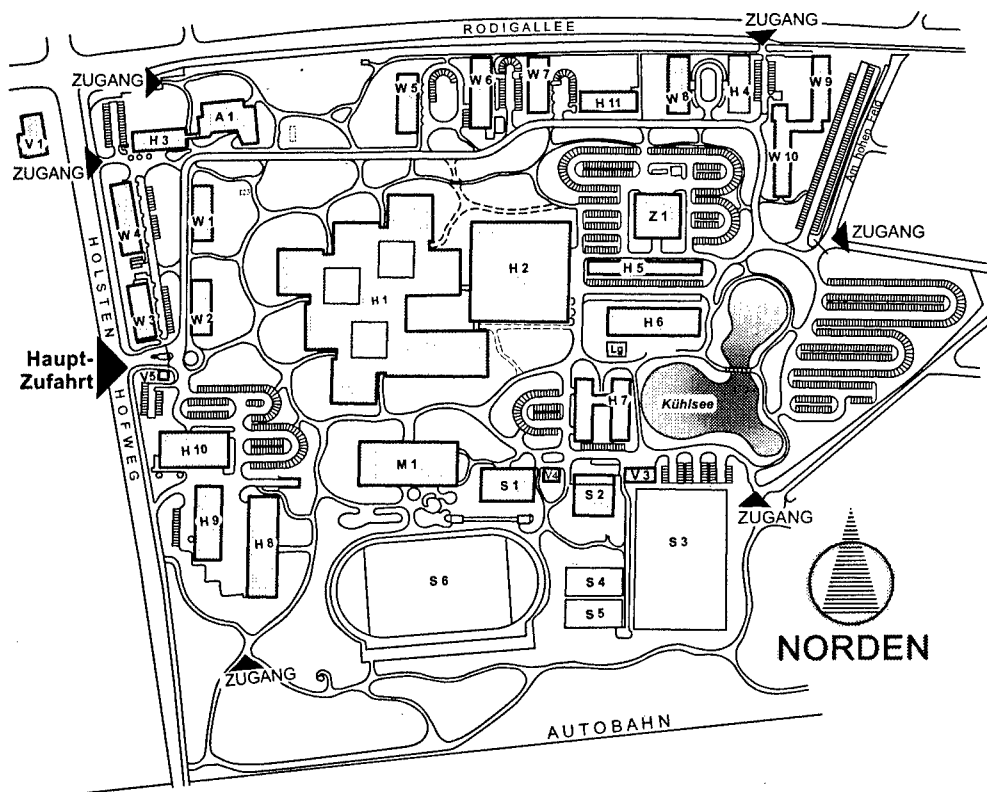 RODIGALLEE
ZUGANG
ZUGANG
W 7
W 6
W 5
W 8
H 4
W 9
H 11
A 1
H 3
V 1
ZUGANG
Am hohen Feld
W 10
W 4
W 1
Z 1
ZUGANG
HOLSTEN
HOFWEG
H 2
H 5
H 1
W 3
W 2
H 6
Lg
Haupt-
Zufahrt
V5
H 7
Kühlsee
H 10
M 1
S 1
V4
S 2
V 3
ZUGANG
H 9
H 8
S 3
S 6
S 4
S 5
NORDEN
ZUGANG
AUTOBAHN